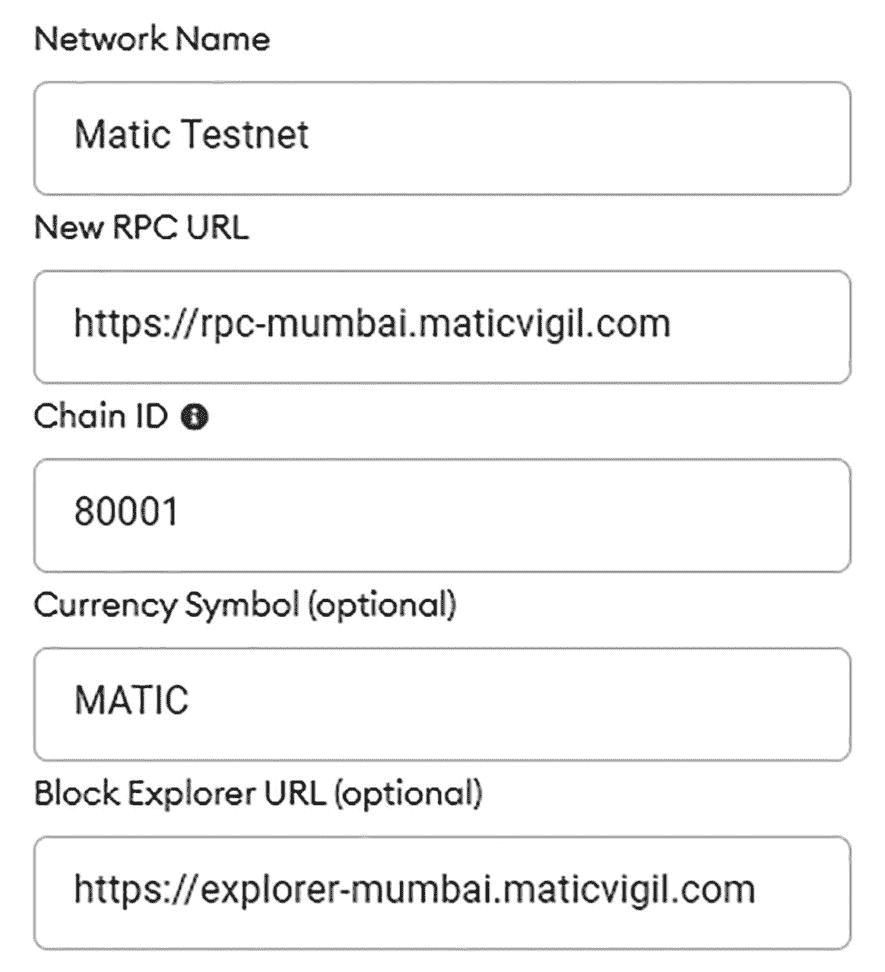 Network Name
Matic Testnet
New RPC URL
https://rpc-mumbai.maticvigil.com
Chain ID
80001
Currency Symbol (optional)
MATIC
Block Explorer URL (optional)
https://explorer-mumbai.maticvigil.com